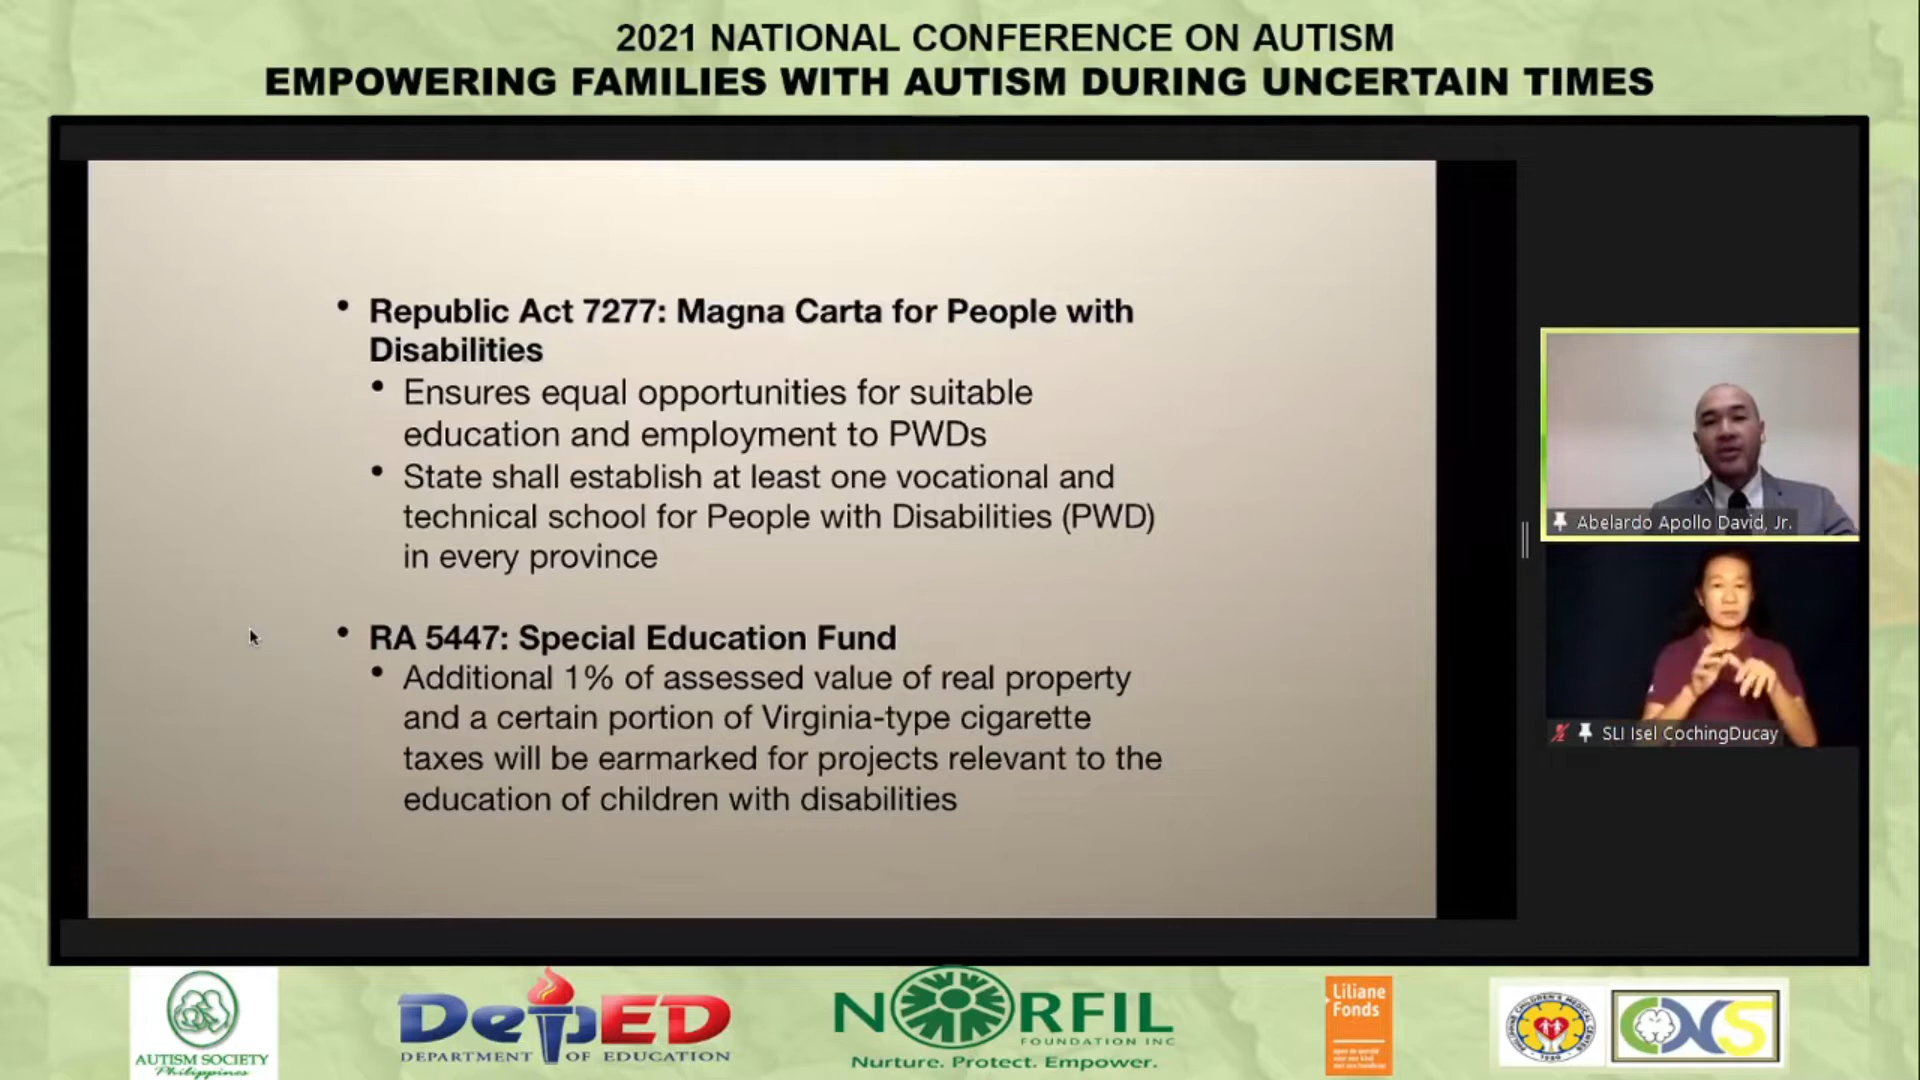 2021 NATIONAL CONFERENCE ON AUTISM
EMPOWERING FAMILIES WITH AUTISM DURING UNCERTAIN TIMES
• Republic Act 7277: Magna Carta for People with
Disabilities
• Ensures equal opportunities for suitable
education and employment to PWDs
• State shall establish at least one vocational and
technical school for People with Disabilities (PWD)
in every province
• RA 5447: Special Education Fund
• Additional 1% of assessed value of real property
and a certain portion of Virginia-type cigarette
taxes will be earmarked for projects relevant to the
education of children with disabilities
Abelardo Apollo David, Jr.
SLI Isel CochingDucay
AUTISM SOCIETY
Philippines
DepED
DEPARTMENT OF EDUCATION
NORFIL
FOUNDATION INC
Nurture. Protect. Empower.
Liliane
Fonds
PHILIPPINE CHILDREN'S MEDICAL CENTER
1980